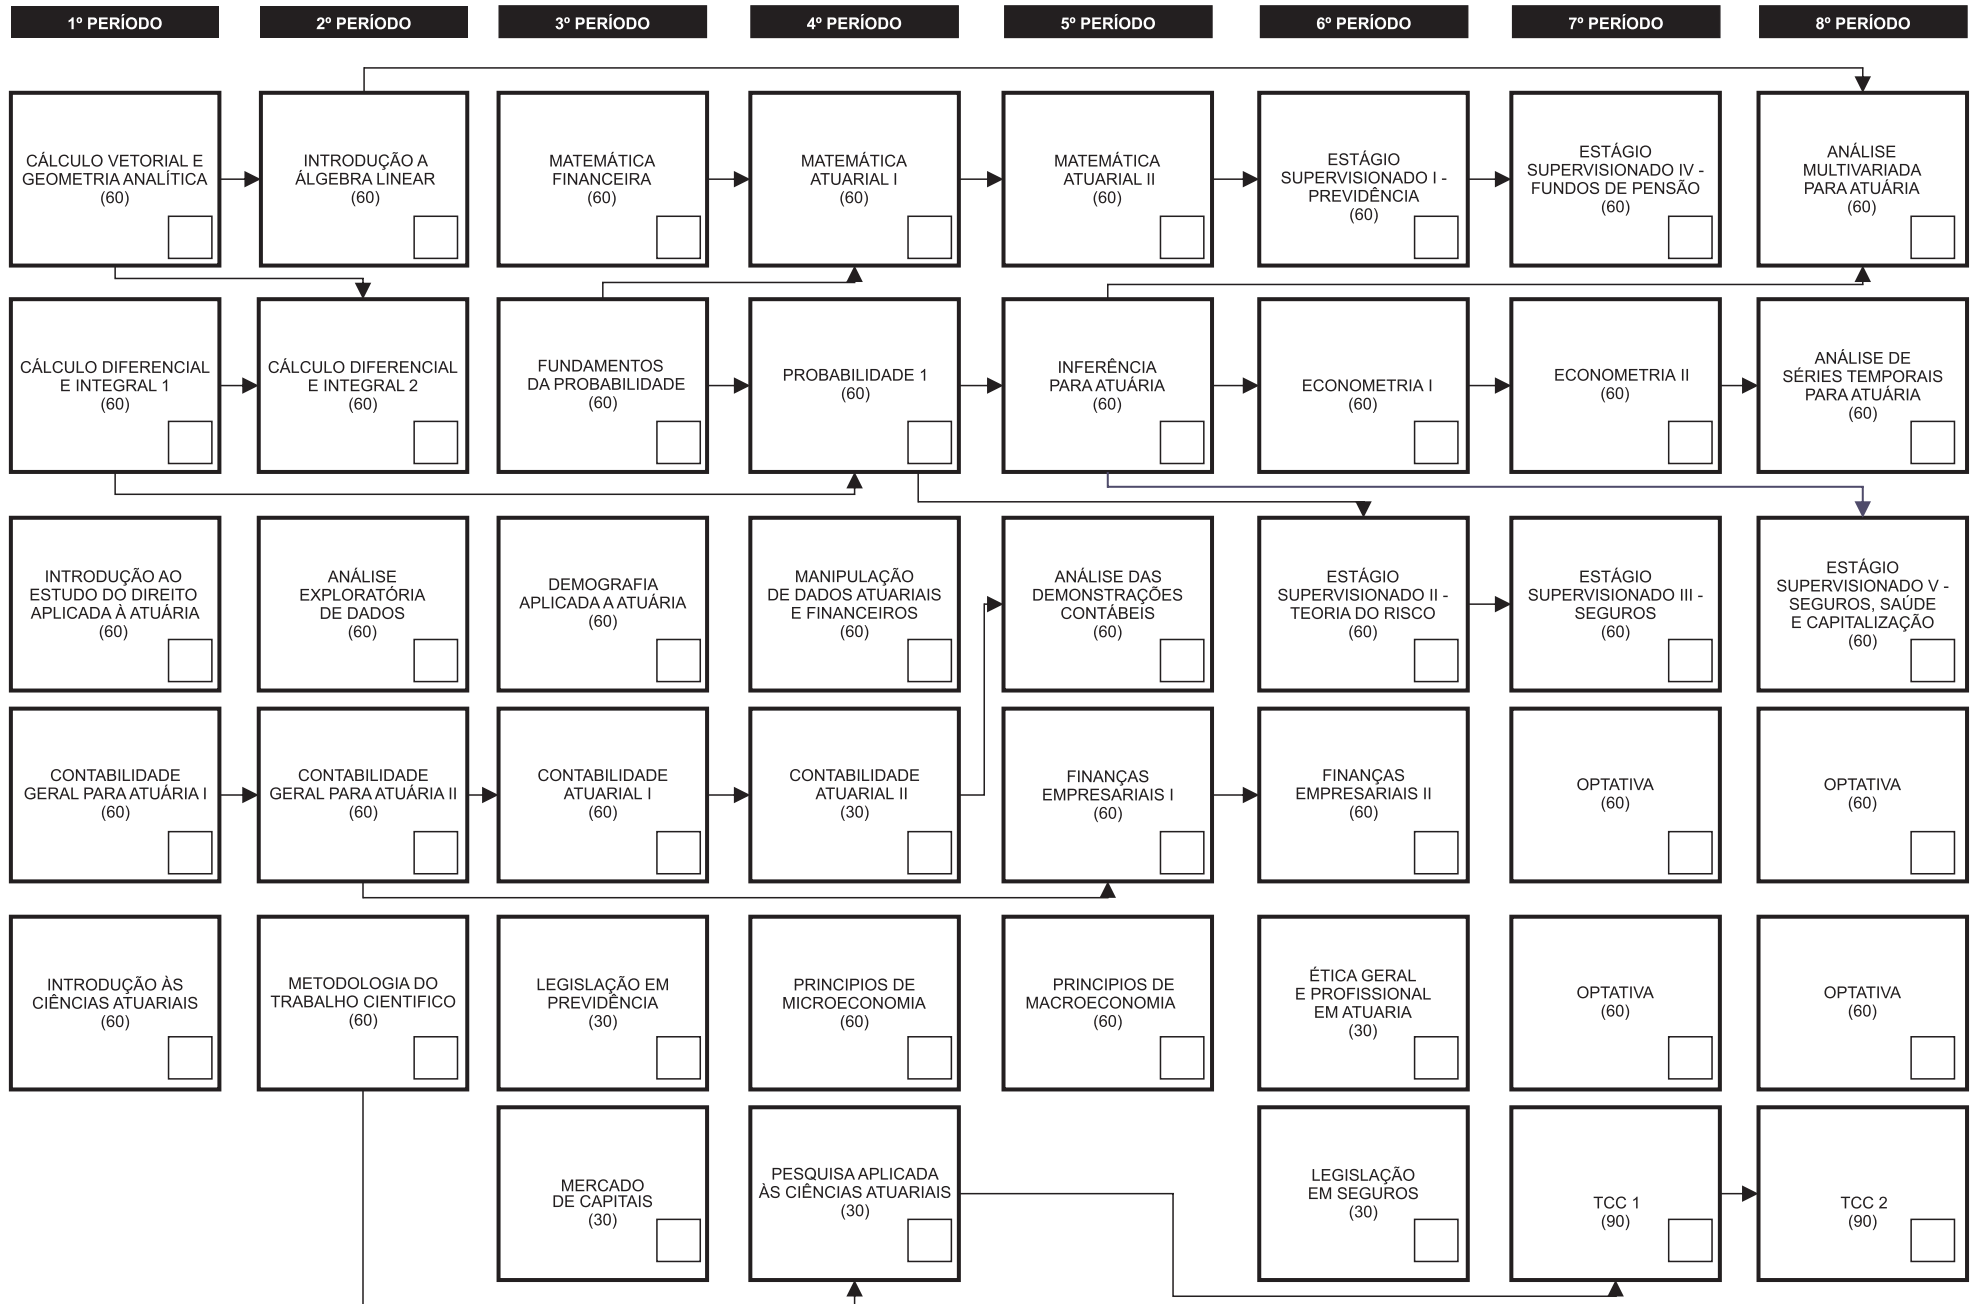 1º PERÍODO
2º PERÍODO
3º PERÍODO
4º PERÍODO
5º PERÍODO
6º PERÍODO
7º PERÍODO
8º PERÍODO
CÁLCULO VETORIAL E
GEOMETRIA ANALÍTICA
(60)
INTRODUÇÃO A
ÁLGEBRA LINEAR
(60)
MATEMÁTICA
FINANCEIRA
(60)
MATEMÁTICA
ATUARIAL I
(60)
MATEMÁTICA
ATUARIAL II
(60)
ESTÁGIO
SUPERVISIONADO I -
PREVIDÊNCIA
(60)
ESTÁGIO
SUPERVISIONADO IV -
FUNDOS DE PENSÃO
(60)
ANÁLISE
MULTIVARIADA
PARA ATUÁRIA
(60)
CÁLCULO DIFERENCIAL
E INTEGRAL 1
(60)
CÁLCULO DIFERENCIAL
E INTEGRAL 2
(60)
FUNDAMENTOS
DA PROBABILIDADE
(60)
PROBABILIDADE 1
(60)
INFERÊNCIA
PARA ATUÁRIA
(60)
ECONOMETRIA I
(60)
ECONOMETRIA II
(60)
ANÁLISE DE
SÉRIES TEMPORAIS
PARA ATUÁRIA
(60)
INTRODUÇÃO AO
ESTUDO DO DIREITO
APLICADA À ATUÁRIA
(60)
ANÁLISE
EXPLORATÓRIA
DE DADOS
(60)
DEMOGRAFIA
APLICADA A ATUÁRIA
(60)
MANIPULAÇÃO
DE DADOS ATUARIAIS
E FINANCEIROS
(60)
ANÁLISE DAS
DEMONSTRAÇÕES
CONTÁBEIS
(60)
ESTÁGIO
SUPERVISIONADO II -
TEORIA DO RISCO
(60)
ESTÁGIO
SUPERVISIONADO III -
SEGUROS
(60)
ESTÁGIO
SUPERVISIONADO V -
SEGUROS, SAÚDE
E CAPITALIZAÇÃO
(60)
CONTABILIDADE
GERAL PARA ATUÁRIA I
(60)
CONTABILIDADE
GERAL PARA ATUÁRIA II
(60)
CONTABILIDADE
ATUARIAL I
(60)
CONTABILIDADE
ATUARIAL II
(30)
FINANÇAS
EMPRESARIAIS I
(60)
FINANÇAS
EMPRESARIAIS II
(60)
OPTATIVA
(60)
OPTATIVA
(60)
INTRODUÇÃO ÀS
CIÊNCIAS ATUARIAIS
(60)
METODOLOGIA DO
TRABALHO CIENTIFICO
(60)
LEGISLAÇÃO EM
PREVIDÊNCIA
(30)
PRINCIPIOS DE
MICROECONOMIA
(60)
PRINCIPIOS DE
MACROECONOMIA
(60)
ÉTICA GERAL
E PROFISSIONAL
EM ATUARIA
(30)
OPTATIVA
(60)
OPTATIVA
(60)
MERCADO
DE CAPITAIS
(30)
PESQUISA APLICADA
ÀS CIÊNCIAS ATUARIAIS
(30)
LEGISLAÇÃO
EM SEGUROS
(30)
TCC 1
(90)
TCC 2
(90)